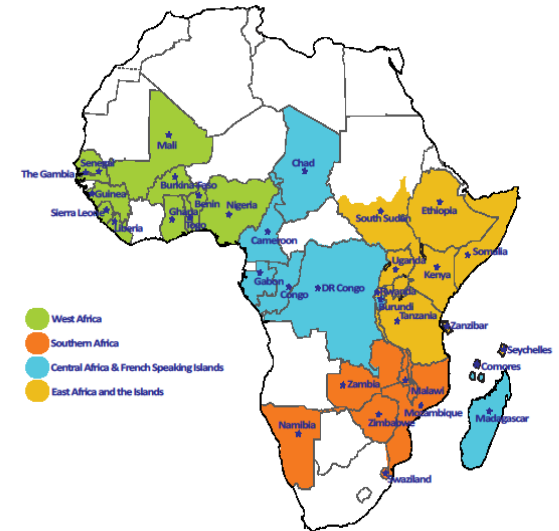 Mali
Chad
Senegal
The Gambia
Burkina Faso
Guinea
Benin
Nigeria
Ethiopia
Sierra Leone
Ghana
Togo
South Sudan
Liberia
Cameroon
Somalia
Uganda
Kenya
Gabon
Congo
DR Congo
Rwanda
Burundi
Tanzania
Zanzibar
West Africa
Southern Africa
Seychelles
Central Africa & French Speaking Islands
Comores
East Africa and the Islands
Zambia
Malawi
Mozambique
Madagascar
Zimbabwe
Namibia
Swaziland